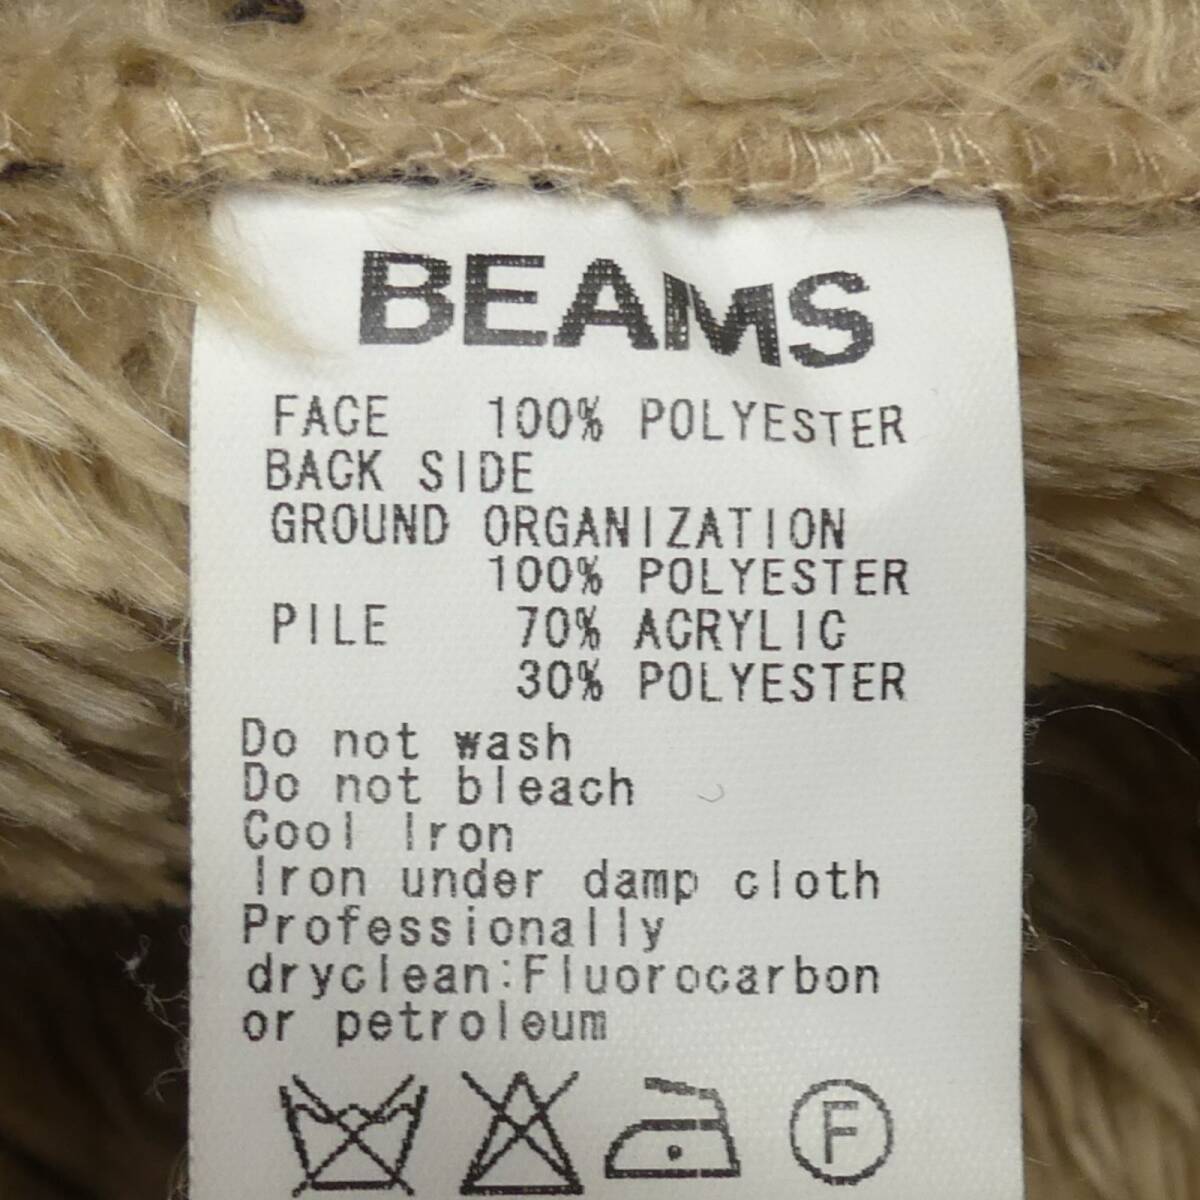 BEAMS
FACE 100% POLYESTER
BACK SIDE
GROUND ORGANIZATION
100% POLYESTER
PILE 70% ACRYLIC
30% POLYESTER
Do not wash
Do not bleach
Cool Iron
Iron under damp cloth
Professionally
dryclean:Fluorocarbon
or petroleum
F